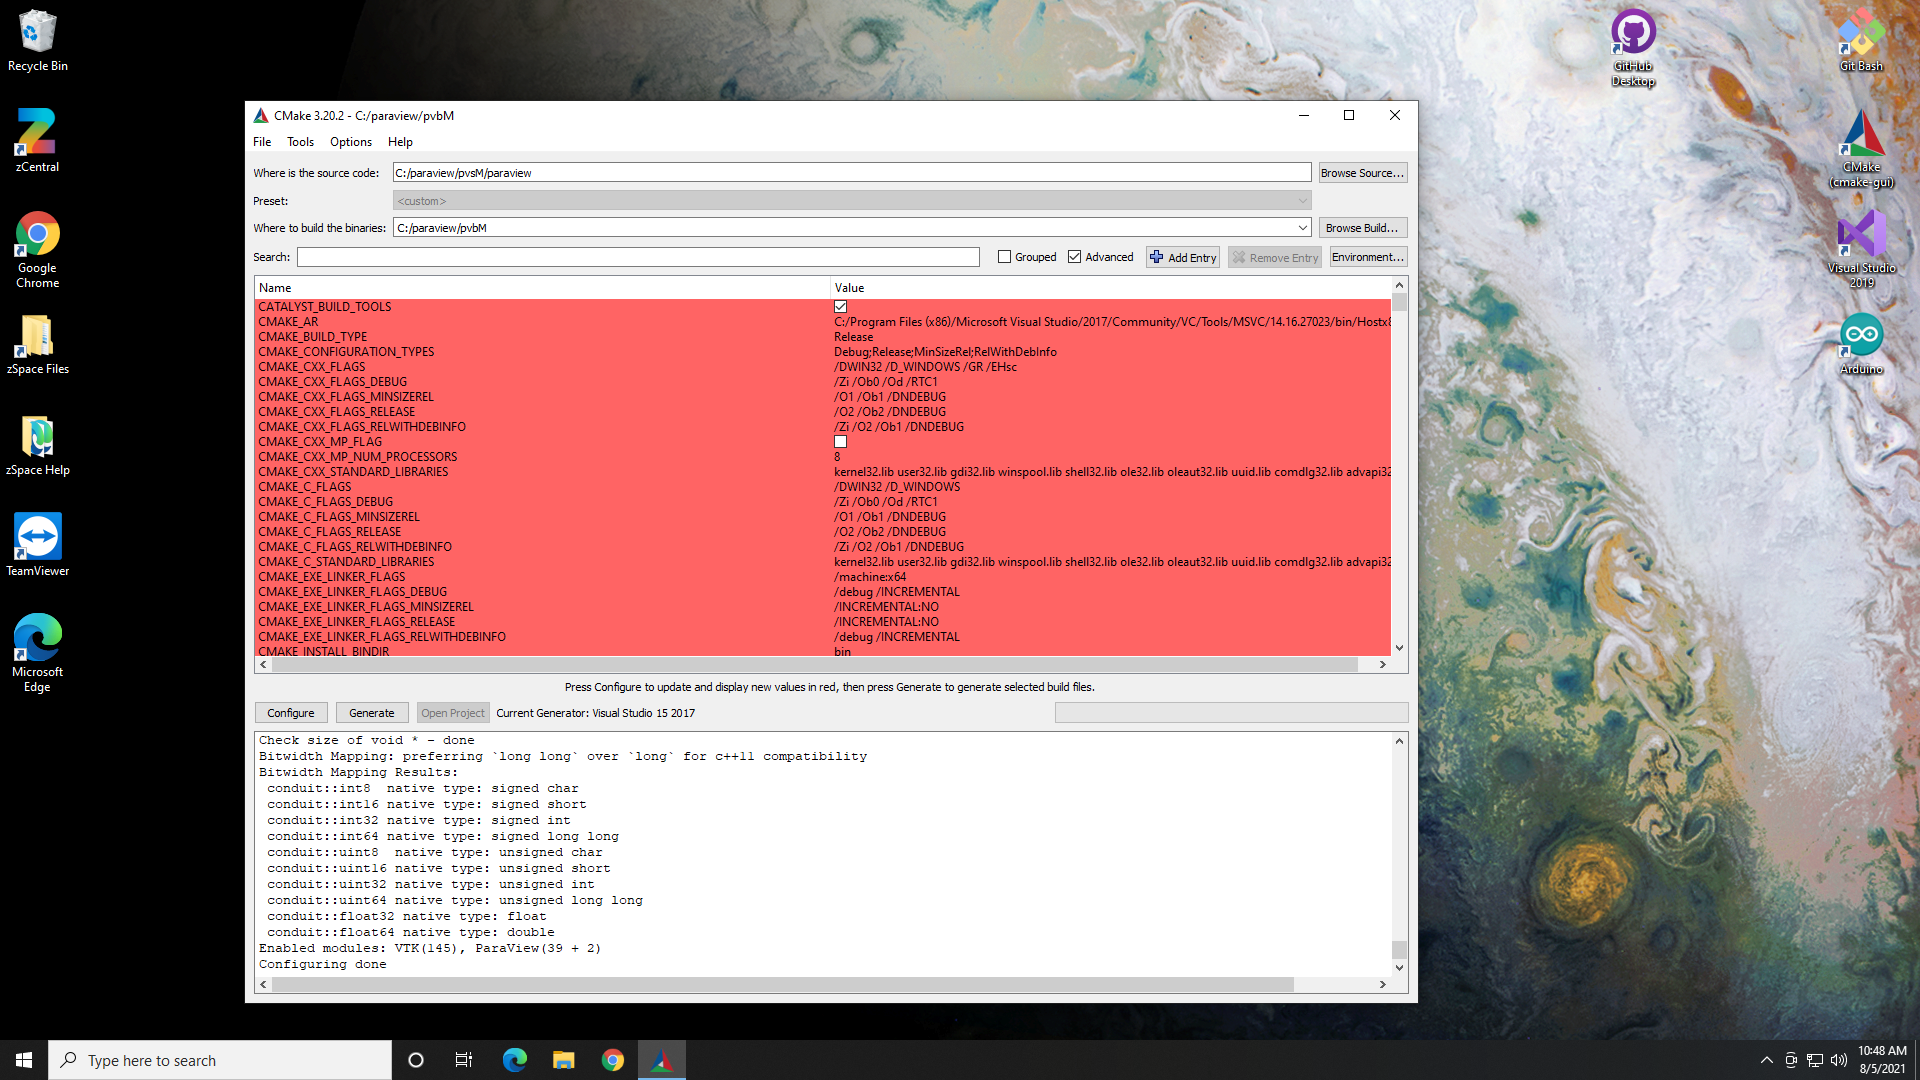 Recycle Bin
zCentral
Google
Chrome
zSpace Files
zSpace Help
TeamViewer
Microsoft
Edge
GitHub
Desktop
Git Bash
CMake
(cmake-gui)
Visual Studio
2019
Arduino
CMake 3.20.2 - C:/paraview/pvbM
File Tools Options Help
Where is the source code: C:/paraview/pvsM/paraview Browse Source...
Preset: <custom>
Where to build the binaries: C:/paraview/pvbM Browse Build...
Search: Grouped Advanced Add Entry Remove Entry Environment...
Name Value
CATALYST_BUILD_TOOLS
CMAKE_AR C:/Program Files (x86)/Microsoft Visual Studio/2017/Community/VC/Tools/MSVC/14.16.27023/bin/Hostx8
CMAKE_BUILD_TYPE Release
CMAKE_CONFIGURATION_TYPES Debug;Release;MinSizeRel;RelWithDebInfo
CMAKE_CXX_FLAGS /DWIN32 /D_WINDOWS /GR /EHsc
CMAKE_CXX_FLAGS_DEBUG /Zi /Ob0 /Od /RTC1
CMAKE_CXX_FLAGS_MINSIZEREL /O1 /Ob1 /DNDEBUG
CMAKE_CXX_FLAGS_RELEASE /O2 /Ob2 /DNDEBUG
CMAKE_CXX_FLAGS_RELWITHDEBINFO /Zi /O2 /Ob1 /DNDEBUG
CMAKE_CXX_MP_FLAG
CMAKE_CXX_MP_NUM_PROCESSORS 8
CMAKE_CXX_STANDARD_LIBRARIES kernel32.lib user32.lib gdi32.lib winspool.lib shell32.lib ole32.lib oleaut32.lib uuid.lib comdlg32.lib advapi32
CMAKE_C_FLAGS /DWIN32 /D_WINDOWS
CMAKE_C_FLAGS_DEBUG /Zi /Ob0 /Od /RTC1
CMAKE_C_FLAGS_MINSIZEREL /O1 /Ob1 /DNDEBUG
CMAKE_C_FLAGS_RELEASE /O2 /Ob2 /DNDEBUG
CMAKE_C_FLAGS_RELWITHDEBINFO /Zi /O2 /Ob1 /DNDEBUG
CMAKE_C_STANDARD_LIBRARIES kernel32.lib user32.lib gdi32.lib winspool.lib shell32.lib ole32.lib oleaut32.lib uuid.lib comdlg32.lib advapi32
CMAKE_EXE_LINKER_FLAGS /machine:x64
CMAKE_EXE_LINKER_FLAGS_DEBUG /debug /INCREMENTAL
CMAKE_EXE_LINKER_FLAGS_MINSIZEREL /INCREMENTAL:NO
CMAKE_EXE_LINKER_FLAGS_RELEASE /INCREMENTAL:NO
CMAKE_EXE_LINKER_FLAGS_RELWITHDEBINFO /debug /INCREMENTAL
CMAKE_INSTALL_BINDIR bin
Press Configure to update and display new values in red, then press Generate to generate selected build files.
Configure Generate Open Project Current Generator: Visual Studio 15 2017
Check size of void * - done
Bitwidth Mapping: preferring `long long` over `long` for c++11 compatibility
Bitwidth Mapping Results:
conduit::int8 native type: signed char
conduit::int16 native type: signed short
conduit::int32 native type: signed int
conduit::int64 native type: signed long long
conduit::uint8 native type: unsigned char
conduit::uint16 native type: unsigned short
conduit::uint32 native type: unsigned int
conduit::uint64 native type: unsigned long long
conduit::float32 native type: float
conduit::float64 native type: double
Enabled modules: VTK(145), ParaView(39 + 2)
Configuring done
Type here to search
10:48 AM
8/5/2021